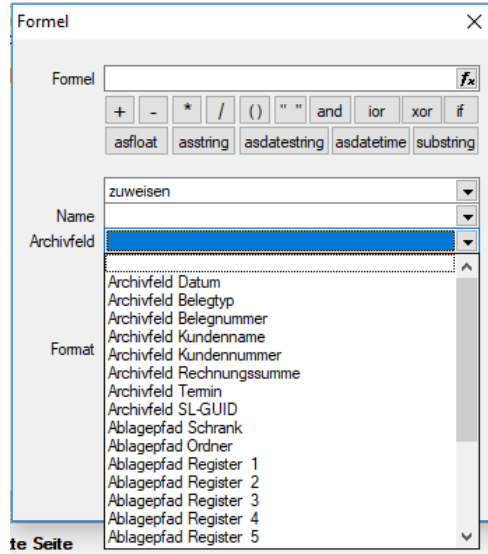 Formel
Formel fx
+ - * / () " " and ior xor if
asfloat asstring asdatestring asdatetime substring
zuweisen
Name
Archivfeld
Archivfeld Datum
Archivfeld Belegtyp
Archivfeld Belegnummer
Archivfeld Kundenname
Format
Archivfeld Kundennummer
Archivfeld Rechnungssumme
Archivfeld Termin
Archivfeld SL-GUID
Ablagepfad Schrank
Ablagepfad Ordner
Ablagepfad Register 1
Ablagepfad Register 2
Ablagepfad Register 3
Ablagepfad Register 4
Ablagepfad Register 5
te Seite